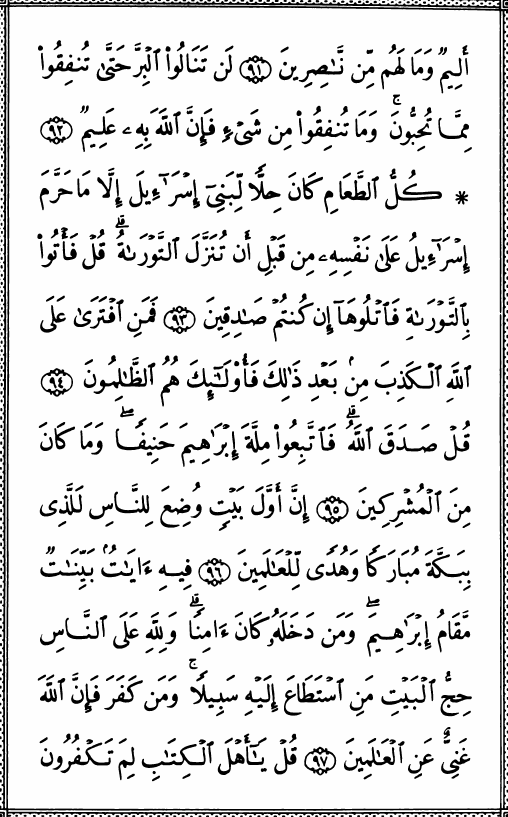 أَلِيمٌ وَمَا لَهُم مِّن نَّـٰصِرِينَ ٩١ لَن تَنَالُوا۟ ٱلْبِرَّ حَتَّىٰ تُنفِقُوا۟
مِمَّا تُحِبُّونَ ۚ وَمَا تُنفِقُوا۟ مِن شَىْءٍ فَإِنَّ ٱللَّهَ بِهِۦ عَلِيمٌ ٩٢
* كُلُّ ٱلطَّعَامِ كَانَ حِلًّا لِّبَنِىٓ إِسْرَٰٓءِيلَ إِلَّا مَا حَرَّمَ
إِسْرَٰٓءِيلُ عَلَىٰ نَفْسِهِۦ مِن قَبْلِ أَن تُنَزَّلَ ٱلتَّوْرَىٰةُ ۗ قُلْ فَأْتُوا۟
بِٱلتَّوْرَىٰةِ فَٱتْلُوهَآ إِن كُنتُمْ صَـٰدِقِينَ ٩٣ فَمَنِ ٱفْتَرَىٰ عَلَى
ٱللَّهِ ٱلْكَذِبَ مِنۢ بَعْدِ ذَٰلِكَ فَأُو۟لَـٰٓئِكَ هُمُ ٱلظَّـٰلِمُونَ ٩٤
قُلْ صَدَقَ ٱللَّهُ ۗ فَٱتَّبِعُوا۟ مِلَّةَ إِبْرَٰهِيمَ حَنِيفًا ۖ وَمَا كَانَ
مِنَ ٱلْمُشْرِكِينَ ٩٥ إِنَّ أَوَّلَ بَيْتٍ وُضِعَ لِلنَّاسِ لَلَّذِى
بِبَكَّةَ مُبَارَكًا وَهُدًى لِّلْعَـٰلَمِينَ ٩٦ فِيهِ ءَايَـٰتٌۢ بَيِّنَـٰتٌ
مَّقَامُ إِبْرَٰهِيمَ ۖ وَمَن دَخَلَهُۥ كَانَ ءَامِنًا ۗ وَلِلَّهِ عَلَى ٱلنَّاسِ
حِجُّ ٱلْبَيْتِ مَنِ ٱسْتَطَاعَ إِلَيْهِ سَبِيلًا ۚ وَمَن كَفَرَ فَإِنَّ ٱللَّهَ
غَنِىٌّ عَنِ ٱلْعَـٰلَمِينَ ٩٧ قُلْ يَـٰٓأَهْلَ ٱلْكِتَـٰبِ لِمَ تَكْفُرُونَ